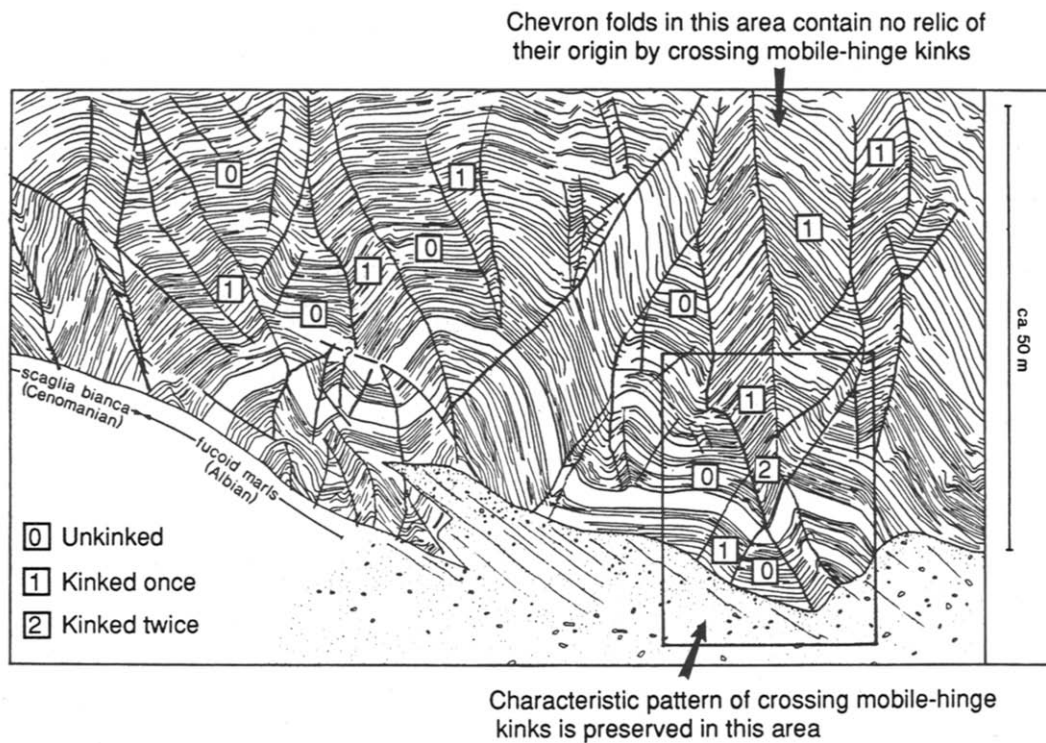 Chevron folds in this area contain no relic of
their origin by crossing mobile-hinge kinks
1
0
1
0
1
1
1
0
0
?
1
0
2
1
0
ca. 50 m
scaglia bianca
(Cenomanian)
fucoid marls
(Albian)
0 Unkinked
1 Kinked once
2 Kinked twice
Characteristic pattern of crossing mobile-hinge
kinks is preserved in this area